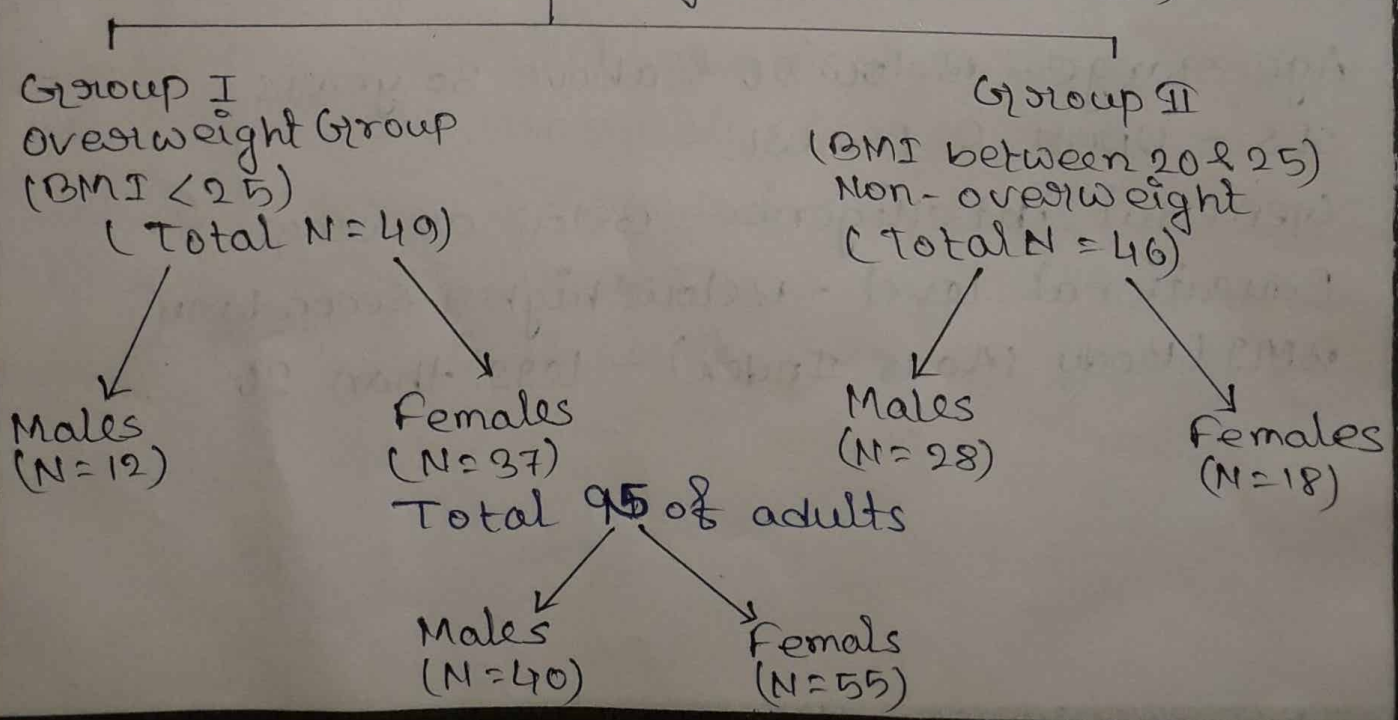 Group I
overweight Group
(BMI < 25)
(Total N = 49)
Group II
(BMI between 20 & 25)
Non-overweight
(Total N = 46)
Males
(N = 12)
Females
(N = 37)
Males
(N = 28)
Females
(N = 18)
Total 95 of adults
Males
(N = 40)
Femals
(N = 55)